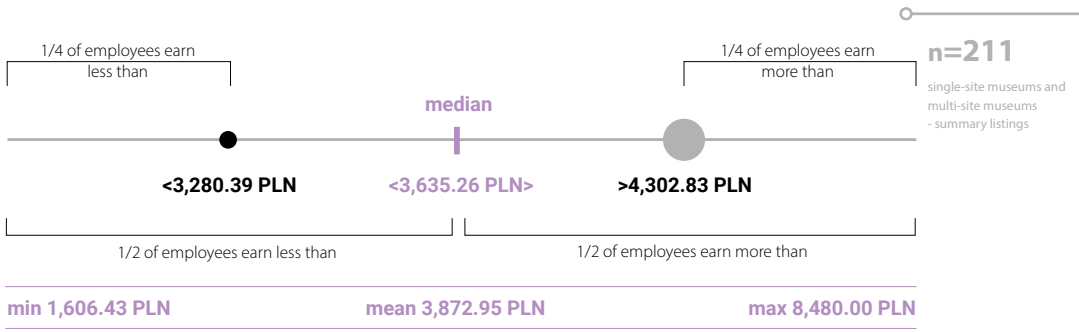 1/4 of employees earn
less than
1/4 of employees earn
more than
n=211
single-site museums and
multi-site museums
- summary listings
median
<3,280.39 PLN
<3,635.26 PLN>
>4,302.83 PLN
1/2 of employees earn less than
1/2 of employees earn more than
min 1,606.43 PLN
mean 3,872.95 PLN
max 8,480.00 PLN